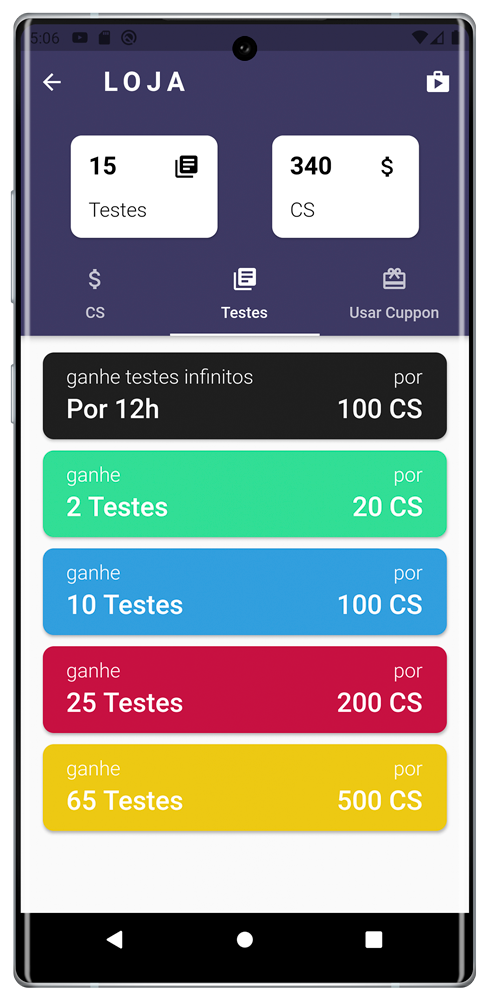 5:06
LOJA
15
Testes
340
CS
CS
Testes
Usar Cuppon
ganhe testes infinitos por
Por 12h 100 CS
ganhe por
2 Testes 20 CS
ganhe por
10 Testes 100 CS
ganhe por
25 Testes 200 CS
ganhe por
65 Testes 500 CS